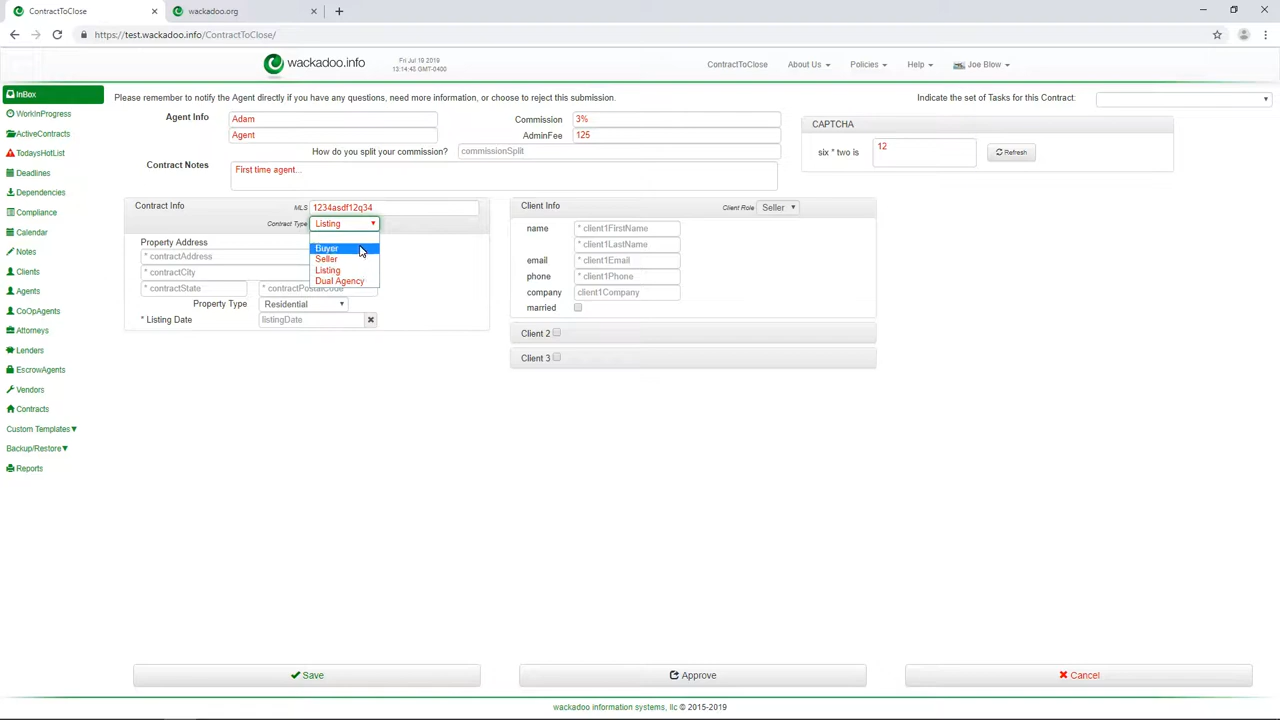 ContractToClose
wackadoo.org
https://test.wackadoo.info/ContractToClose/
wackadoo.info
Fri Jul 19 2019
13:14:45 GMT-0400
ContractToClose About Us Policies Help Joe Blow
InBox
WorkInProgress
ActiveContracts
TodaysHotList
Deadlines
Dependencies
Compliance
Calendar
Notes
Clients
Agents
CoOpAgents
Attorneys
Lenders
EscrowAgents
Vendors
Contracts
Custom Templates▼
Backup/Restore▼
Reports
Please remember to notify the Agent directly if you have any questions, need more information, or choose to reject this submission.
Indicate the set of Tasks for this Contract:
Agent Info Adam Commission 3%
Agent AdminFee 125
How do you split your commission? commissionSplit
Contract Notes First time agent...
CAPTCHA
six * two is 12 Refresh
Contract Info MLS 1234asdf12q34
Contract Type Listing
Buyer
Seller
Listing
Dual Agency
Property Address
* contractAddress
* contractCity
* contractState * contractPostalCode
Property Type Residential
* Listing Date listingDate
Client Info Client Role Seller
name * client1FirstName
* client1LastName
email * client1Email
phone * client1Phone
company client1Company
married
Client 2
Client 3
Save Approve Cancel
wackadoo information systems, llc © 2015-2019